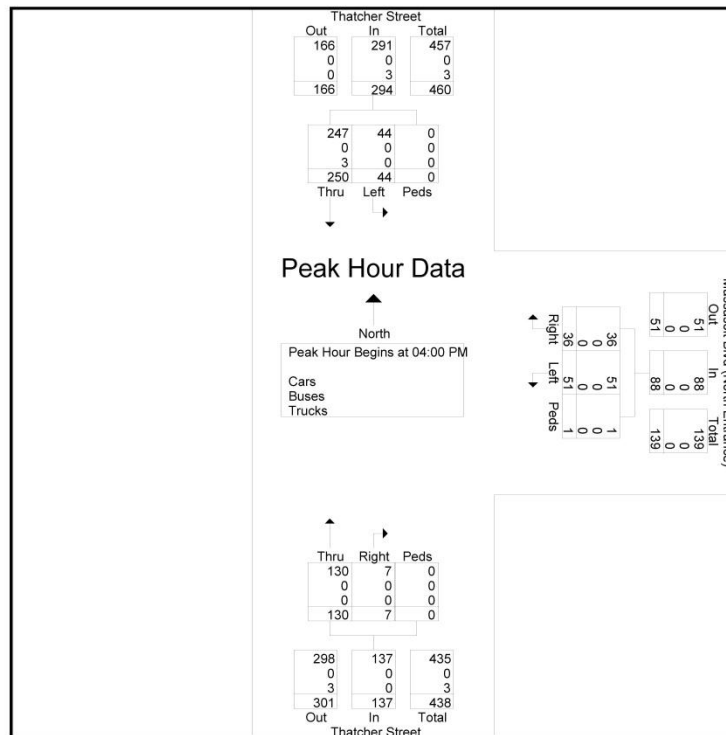 Thatcher Street
Out In Total
166 291 457
0 0 0
0 3 3
166 294 460
247 44 0
0 0 0
3 0 0
250 44 0
Thru Left Peds
Peak Hour Data
North
Peak Hour Begins at 04:00 PM
Cars
Buses
Trucks
Right Left Peds
36 51 1
0 0 0
0 0 0
36 51 1
Out In Total
51 88 139
0 0 0
0 0 0
51 88 139
(North Entrance)
Thru Right Peds
130 7 0
0 0 0
0 0 0
130 7 0
298 137 435
0 0 0
3 0 3
301 137 438
Out In Total
Thatcher Street